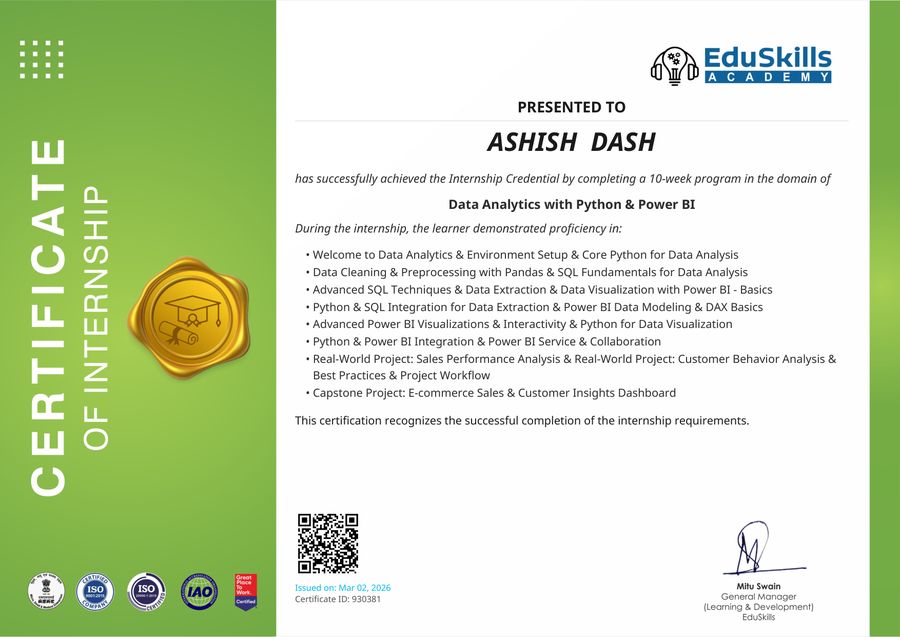 CERTIFICATE
OF INTERNSHIP
EduSkills
ACADEMY
PRESENTED TO
ASHISH DASH
has successfully achieved the Internship Credential by completing a 10-week program in the domain of
Data Analytics with Python & Power BI
During the internship, the learner demonstrated proficiency in:
• Welcome to Data Analytics & Environment Setup & Core Python for Data Analysis
• Data Cleaning & Preprocessing with Pandas & SQL Fundamentals for Data Analysis
• Advanced SQL Techniques & Data Extraction & Data Visualization with Power BI - Basics
• Python & SQL Integration for Data Extraction & Power BI Data Modeling & DAX Basics
• Advanced Power BI Visualizations & Interactivity & Python for Data Visualization
• Python & Power BI Integration & Power BI Service & Collaboration
• Real-World Project: Sales Performance Analysis & Real-World Project: Customer Behavior Analysis &
Best Practices & Project Workflow
• Capstone Project: E-commerce Sales & Customer Insights Dashboard
This certification recognizes the successful completion of the internship requirements.
Issued on: Mar 02, 2026
Certificate ID: 930381
Mitu Swain
General Manager
(Learning & Development)
EduSkills
CERTIFIED
ISO
9001:2015
COMPANY
ISO
CERTIFIED
IAO
Great
Place
To
Work.
Certified